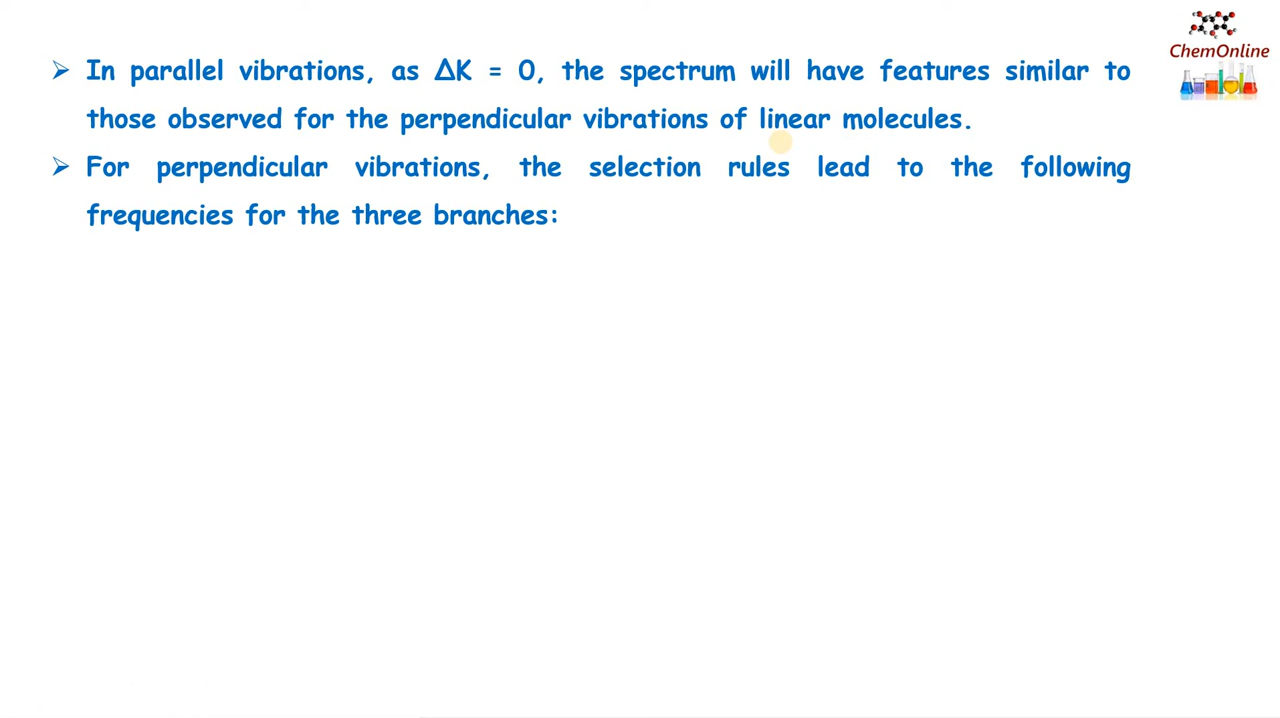 ChemOnline
➢ In parallel vibrations, as ΔK = 0, the spectrum will have features similar to
those observed for the perpendicular vibrations of linear molecules.
➢ For perpendicular vibrations, the selection rules lead to the following
frequencies for the three branches: